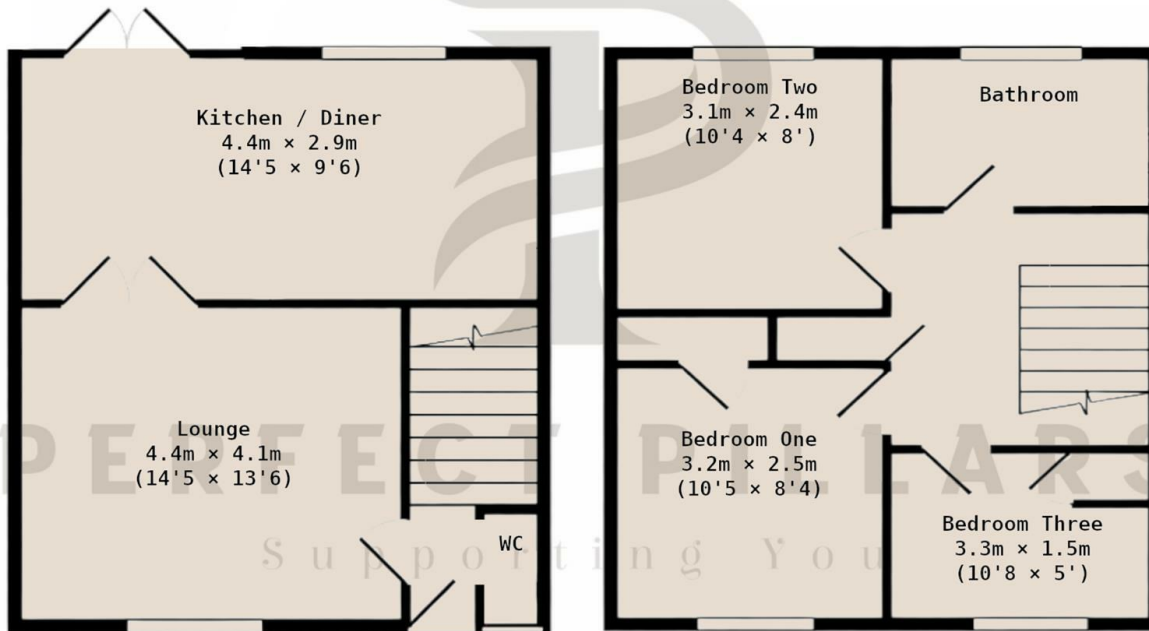 Kitchen / Diner
4.4m × 2.9m
(14'5 × 9'6)
Lounge
4.4m × 4.1m
(14'5 × 13'6)
WC
Bedroom Two
3.1m × 2.4m
(10'4 × 8')
Bathroom
Bedroom One
3.2m × 2.5m
(10'5 × 8'4)
Bedroom Three
3.3m × 1.5m
(10'8 × 5')
PERFECT PILLARS
Supporting You